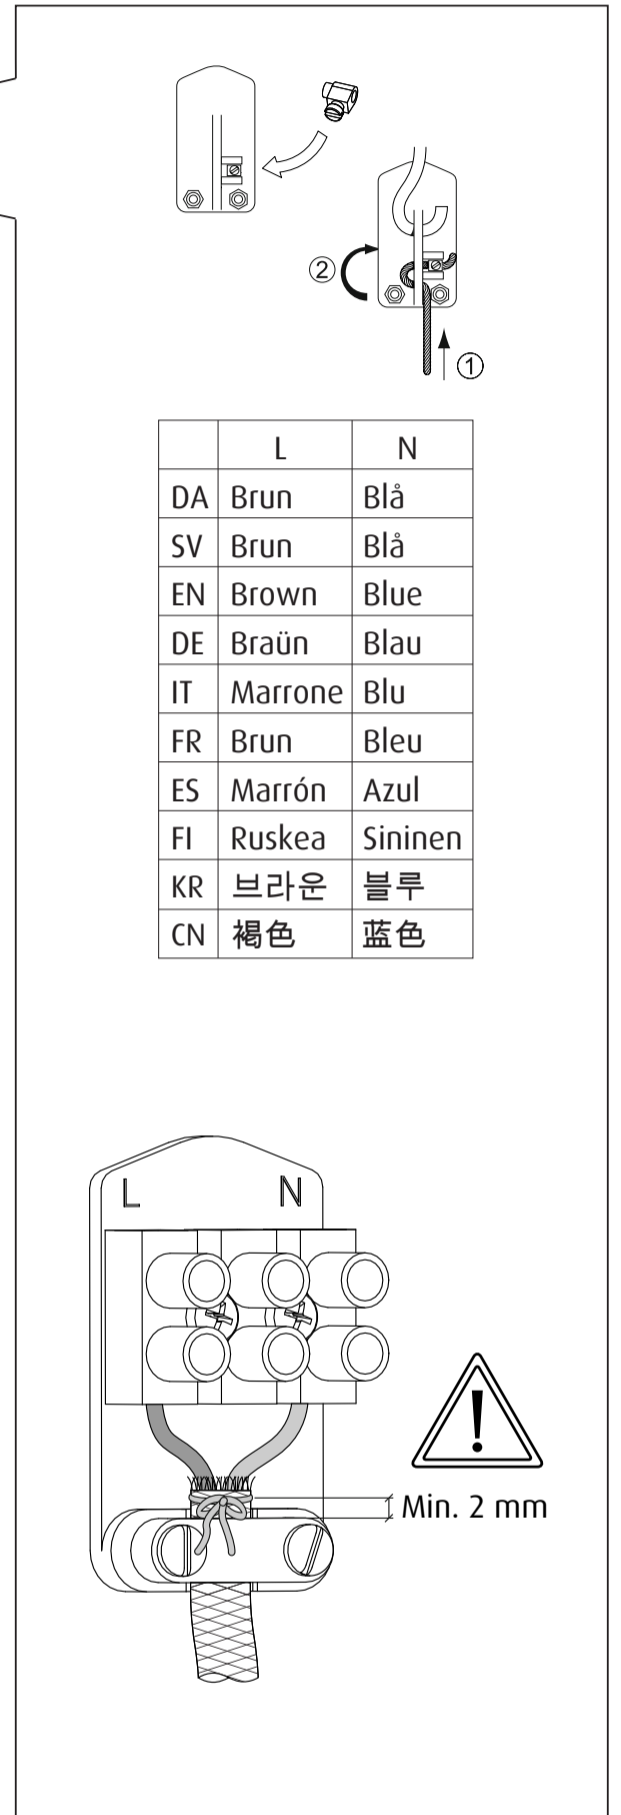 ②
①
L N
DA Brun Blå
SV Brun Blå
EN Brown Blue
DE Braün Blau
IT Marrone Blu
FR Brun Bleu
ES Marrón Azul
FI Ruskea Sininen
KR 브라운 블루
CN 褐色 蓝色
L N
!
Min. 2 mm